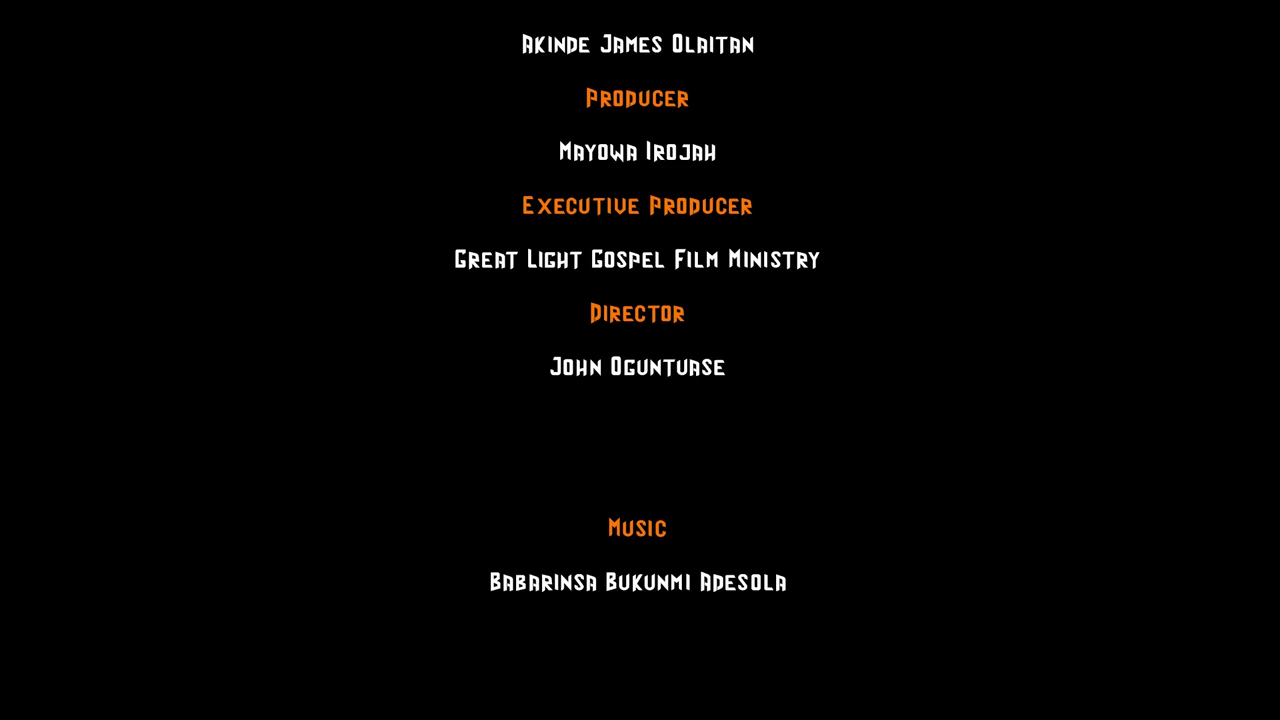 Akinde James Olaitan
Producer
Mayowa Irojah
Executive Producer
Great Light Gospel Film Ministry
Director
John Oguntuase
Music
Babarinsa Bukunmi Adesola